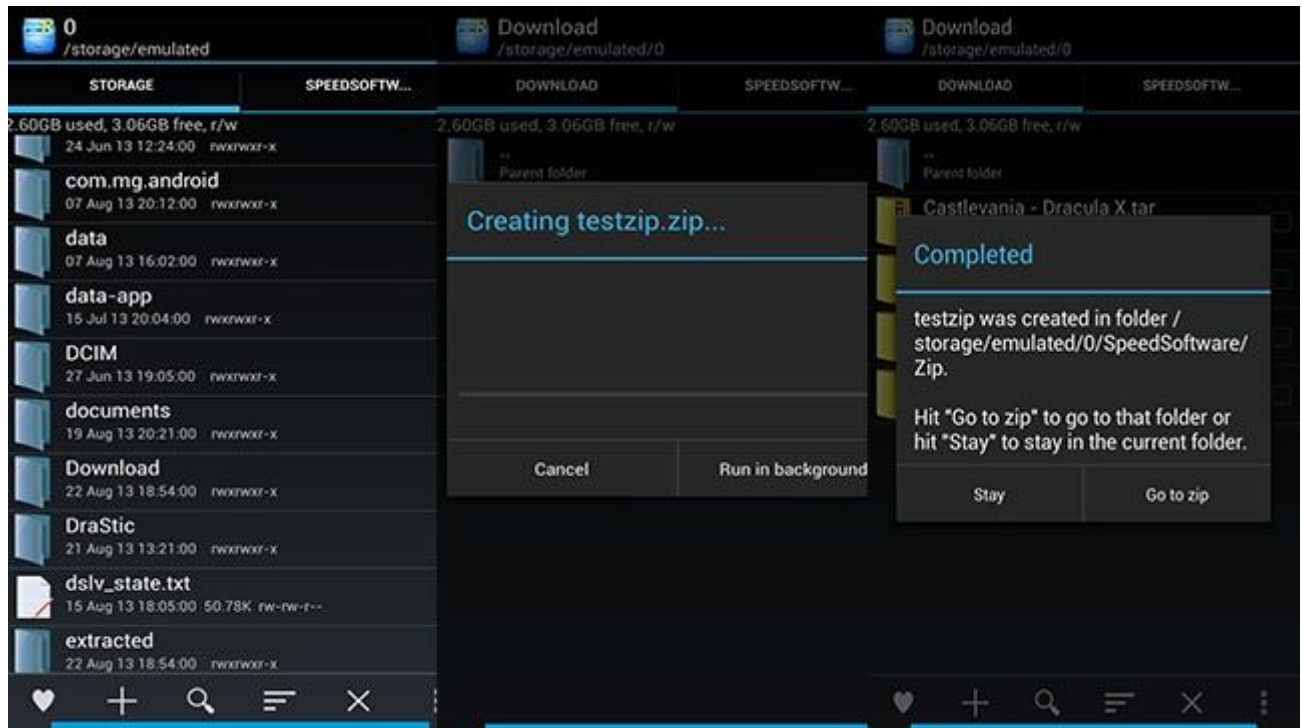 0
/storage/emulated
STORAGE
SPEEDSOFTW...
2.60GB used, 3.06GB free, r/w
24 Jun 13 12:24:00 rwxrwxr-x
com.mg.android
07 Aug 13 20:12:00 rwxrwxr-x
data
07 Aug 13 16:02:00 rwxrwxr-x
data-app
15 Jul 13 20:04:00 rwxrwxr-x
DCIM
27 Jun 13 19:05:00 rwxrwxr-x
documents
19 Aug 13 20:21:00 rwxrwxr-x
Download
22 Aug 13 18:54:00 rwxrwxr-x
DraStic
21 Aug 13 13:21:00 rwxrwxr-x
dslv_state.txt
15 Aug 13 18:05:00 50.78K rw-rw-r--
extracted
22 Aug 13 18:54:00 rwxrwxr-x
Download
/storage/emulated/0
DOWNLOAD
SPEEDSOFTW...
2.60GB used, 3.06GB free, r/w
..
Parent folder
Creating testzip.zip...
Cancel
Run in background
Download
/storage/emulated/0
DOWNLOAD
SPEEDSOFTW...
2.60GB used, 3.06GB free, r/w
..
Parent folder
Castlevania - Dracula X.tar
Completed
testzip was created in folder /
storage/emulated/0/SpeedSoftware/
Zip.
Hit "Go to zip" to go to that folder or
hit "Stay" to stay in the current folder.
Stay
Go to zip